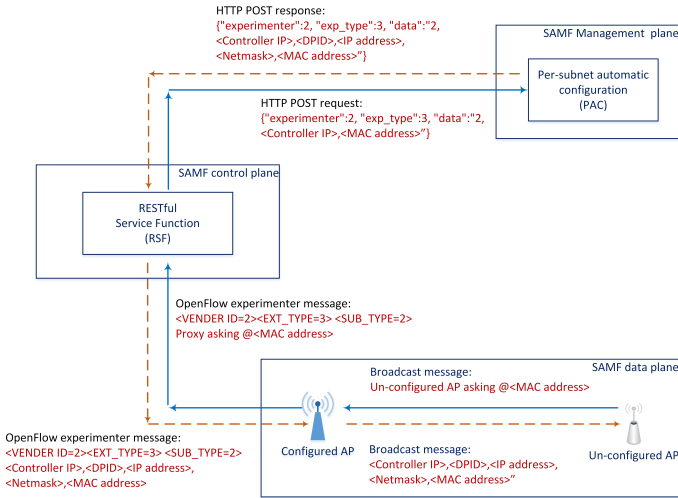 HTTP POST response:
{"experimenter":2, "exp_type":3, "data":"2,
<Controller IP>,<DPID>,<IP address>,
<Netmask>,<MAC address>”}
SAMF Management plane
Per-subnet automatic
configuration
(PAC)
HTTP POST request:
{"experimenter":2, "exp_type":3, "data":"2,
<Controller IP>,<MAC address>”}
SAMF control plane
RESTful
Service Function
(RSF)
OpenFlow experimenter message:
<VENDER ID=2><EXT_TYPE=3> <SUB_TYPE=2>
Proxy asking @<MAC address>
SAMF data plane
Broadcast message:
Un-configured AP asking @<MAC address>
Configured AP
Un-configured AP
Broadcast message:
<Controller IP>,<DPID>,<IP address>,
<Netmask>,<MAC address>”
OpenFlow experimenter message:
<VENDER ID=2><EXT_TYPE=3> <SUB_TYPE=2>
<Controller IP>,<DPID>,<IP address>,
<Netmask>,<MAC address>